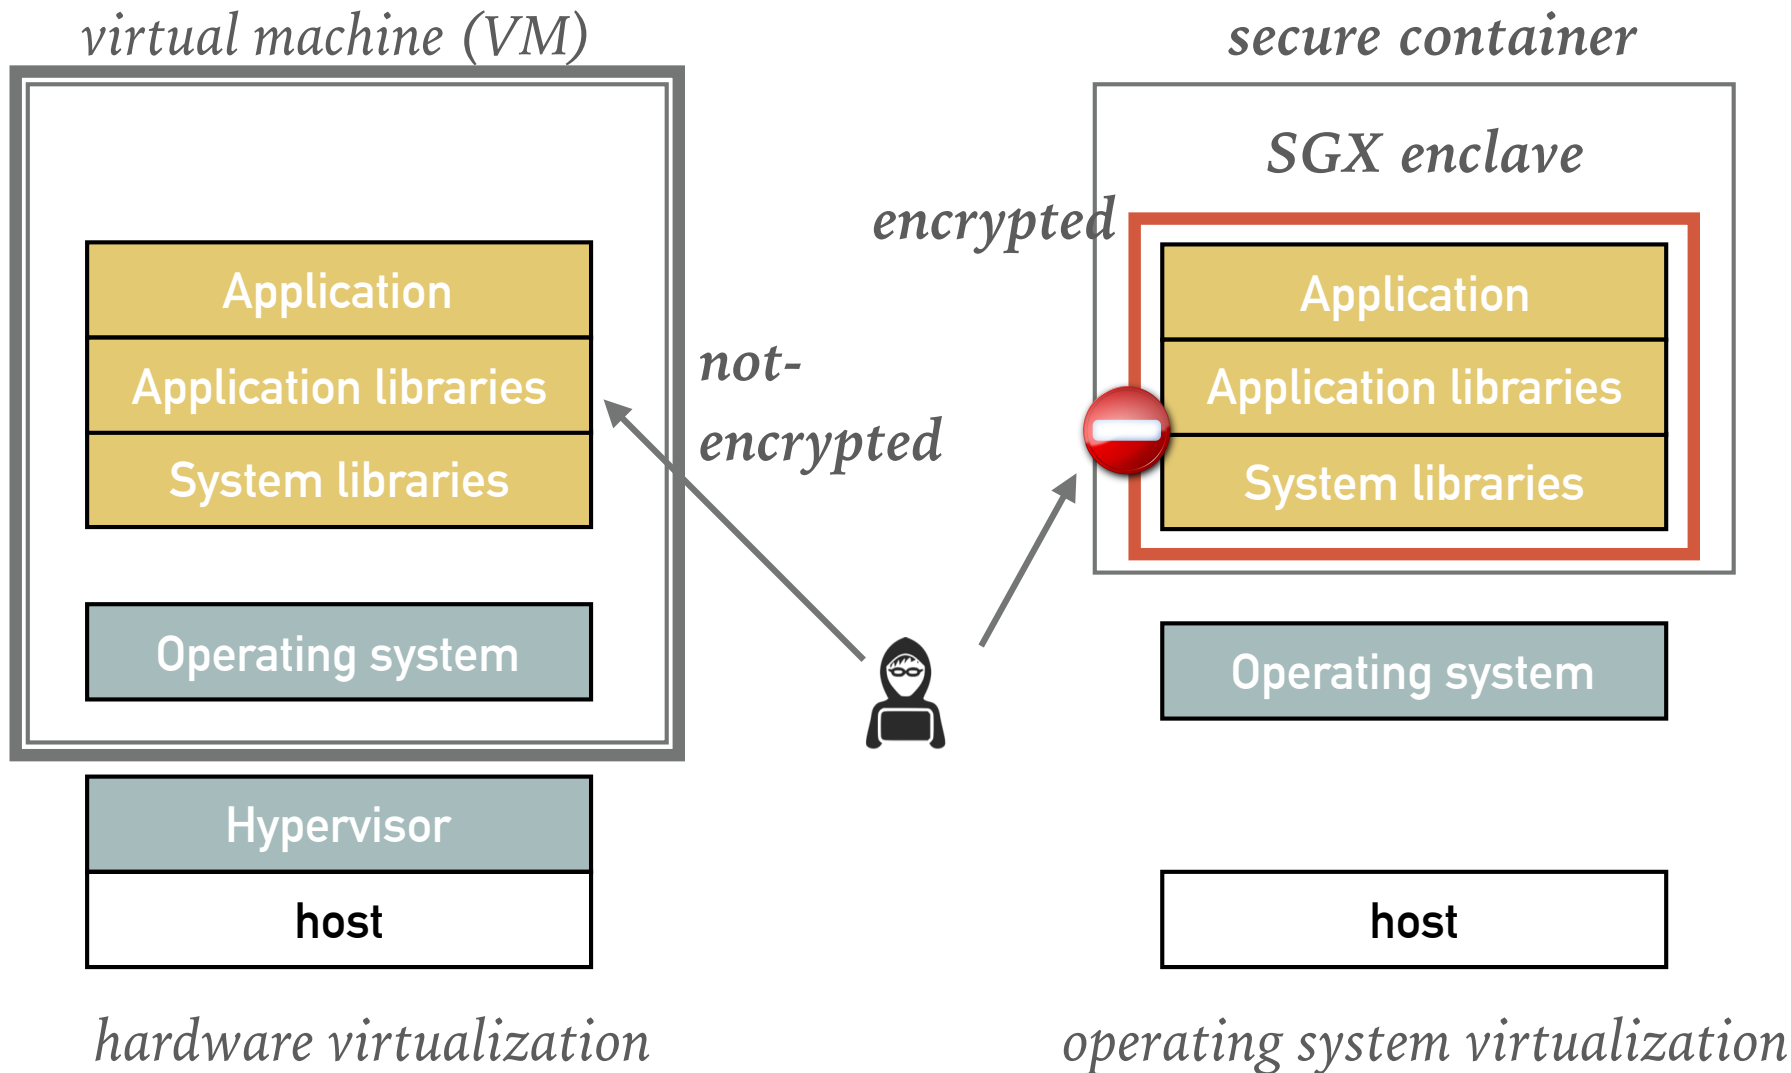 virtual machine (VM)
Application
Application libraries
System libraries
Operating system
Hypervisor
host
hardware virtualization
not-
encrypted
secure container
SGX enclave
encrypted
Application
Application libraries
System libraries
Operating system
host
operating system virtualization